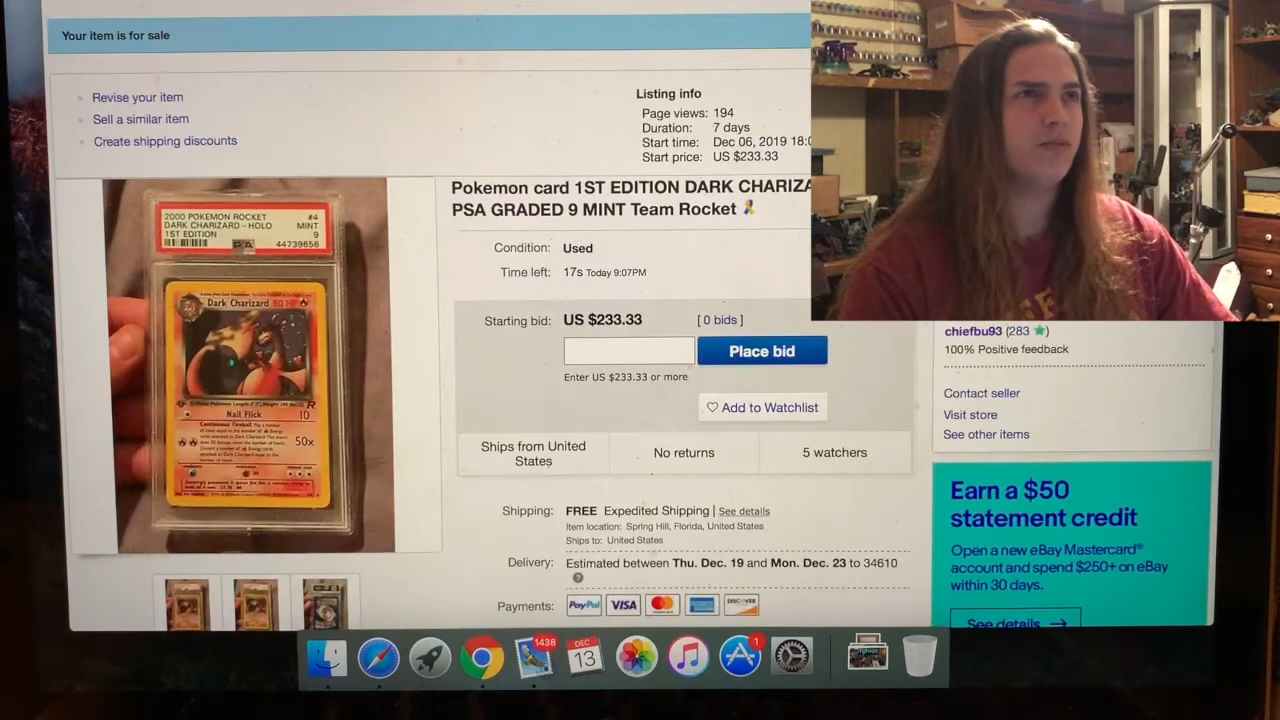 Your item is for sale
Revise your item
Sell a similar item
Create shipping discounts
Listing info
Page views: 194
Duration: 7 days
Start time: Dec 06, 2019 18:0
Start price: US $233.33
2000 POKEMON ROCKET #4
DARK CHARIZARD-HOLO MINT
1ST EDITION 9
44739656
Dark Charizard 80 HP
Nail Flick 10
Continuous Fireball
50x
Pokemon card 1ST EDITION DARK CHARIZA
PSA GRADED 9 MINT Team Rocket
Condition: Used
Time left: 17s Today 9:07PM
Starting bid: US $233.33 [ 0 bids ]
Place bid
Enter US $233.33 or more
Add to Watchlist
Ships from United States
No returns
5 watchers
Shipping: FREE Expedited Shipping | See details
Item location: Spring Hill, Florida, United States
Ships to: United States
Delivery: Estimated between Thu. Dec. 19 and Mon. Dec. 23 to 34610
?
Payments: PayPal VISA MasterCard AMERICAN EXPRESS DISCOVER
chiefbu93 (283)
100% Positive feedback
Contact seller
Visit store
See other items
Earn a $50
statement credit
Open a new eBay Mastercard®
account and spend $250+ on eBay
within 30 days.
See details →
1438
DEC
13
1